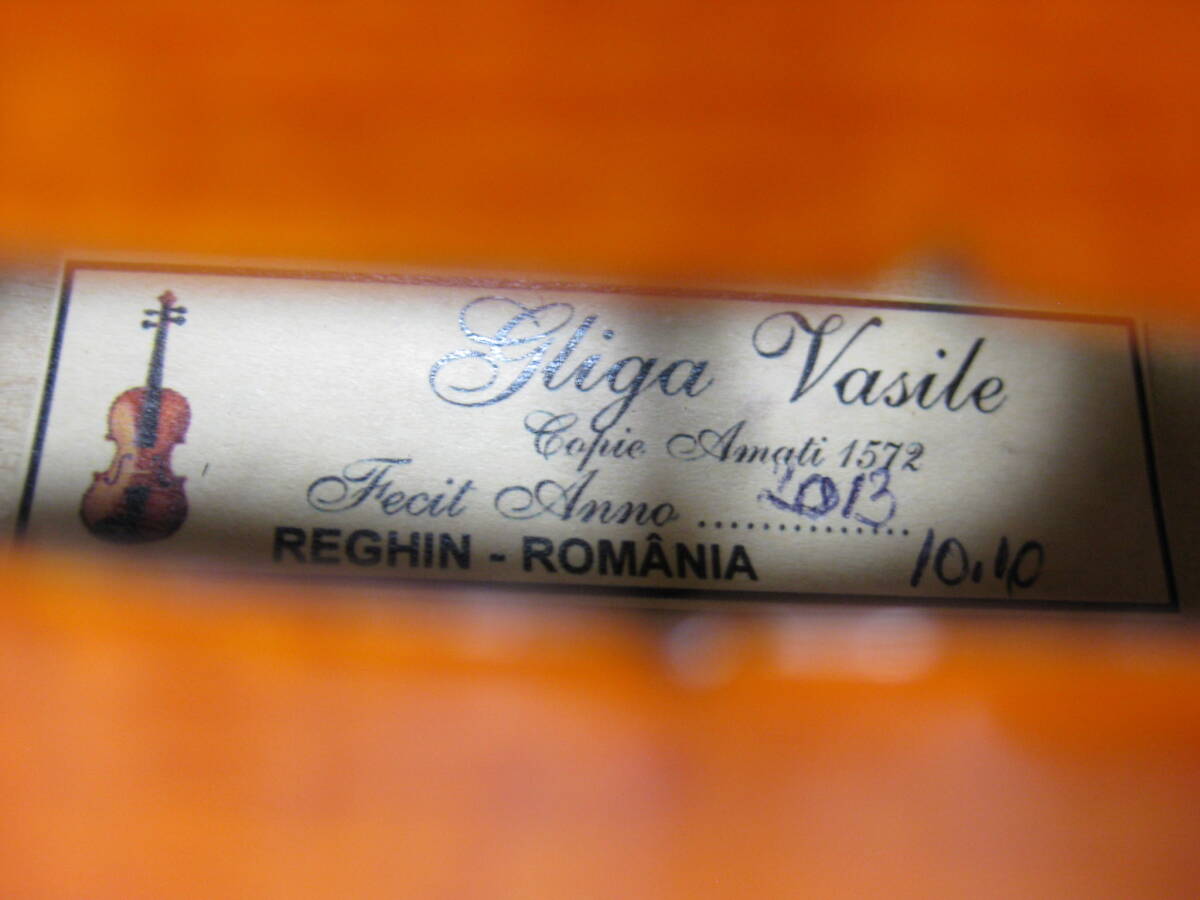 Gliga Vasile
Copie Amati 1572
Fecit Anno ............... 2013
REGHIN - ROMÂNIA 10.10